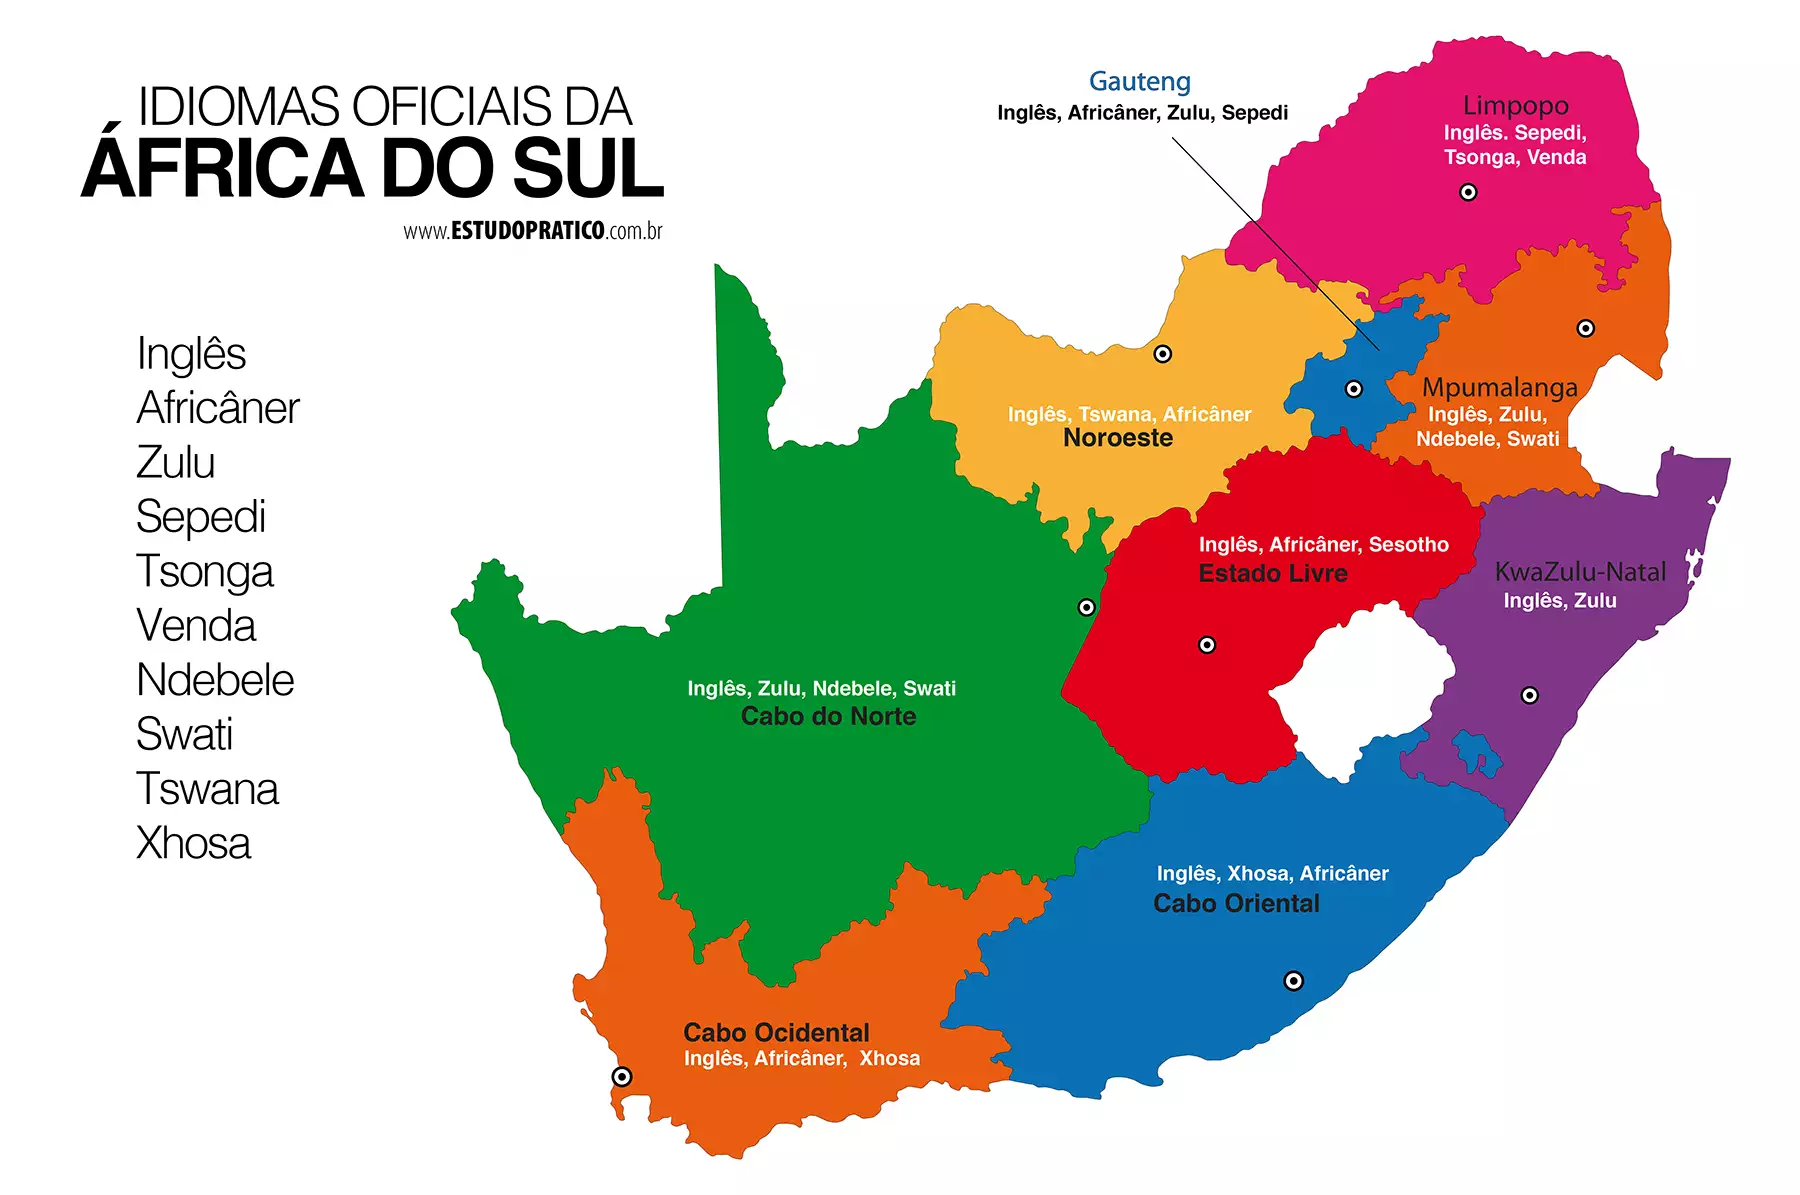 IDIOMAS OFICIAIS DA
ÁFRICA DO SUL
www.ESTUDOPRATICO.com.br
Inglês
Africâner
Zulu
Sepedi
Tsonga
Venda
Ndebele
Swati
Tswana
Xhosa
Gauteng
Inglês, Africâner, Zulu, Sepedi
Limpopo
Inglês. Sepedi,
Tsonga, Venda
Mpumalanga
Inglês, Zulu,
Ndebele, Swati
Inglês, Tswana, Africâner
Noroeste
Inglês, Africâner, Sesotho
Estado Livre
KwaZulu-Natal
Inglês, Zulu
Inglês, Zulu, Ndebele, Swati
Cabo do Norte
Inglês, Xhosa, Africâner
Cabo Oriental
Cabo Ocidental
Inglês, Africâner, Xhosa